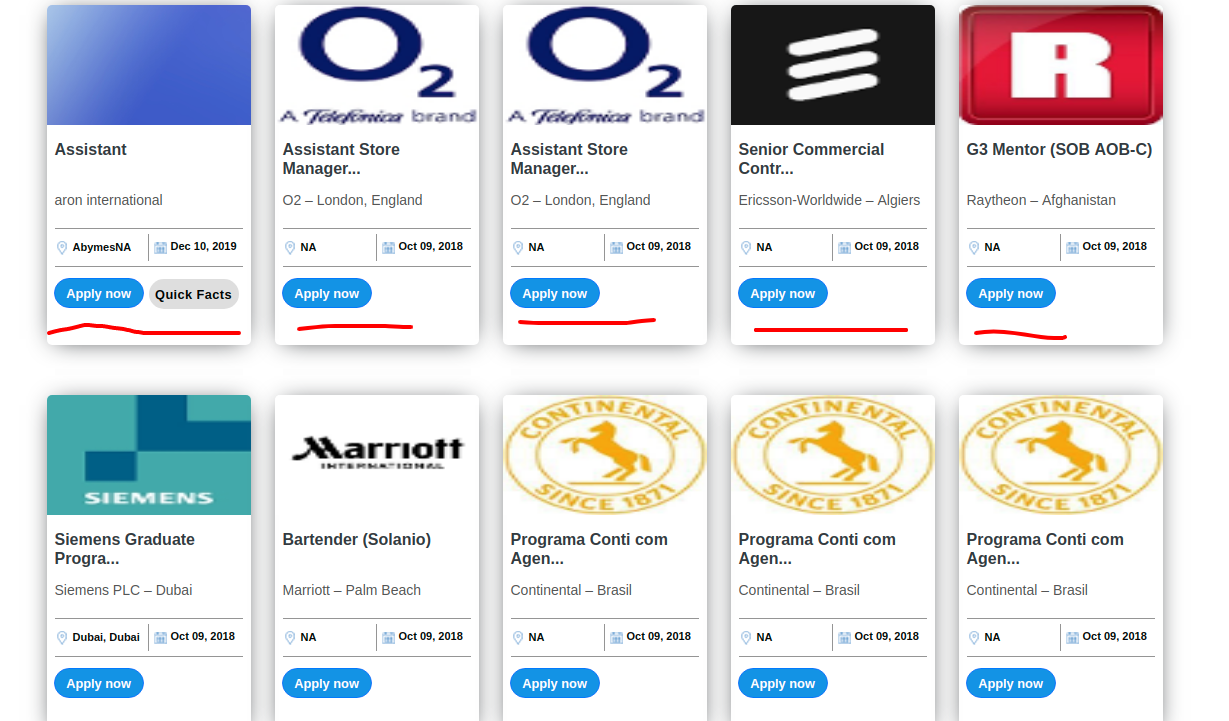 O2
A Telefónica brand
Assistant
aron international
AbymesNA
Dec 10, 2019
Apply now
Quick Facts
O2
A Telefónica brand
Assistant Store
Manager...
O2 – London, England
NA
Oct 09, 2018
Apply now
Assistant Store
Manager...
O2 – London, England
NA
Oct 09, 2018
Apply now
Senior Commercial
Contr...
Ericsson-Worldwide – Algiers
NA
Oct 09, 2018
Apply now
R
G3 Mentor (SOB AOB-C)
Raytheon – Afghanistan
NA
Oct 09, 2018
Apply now
SIEMENS
Siemens Graduate
Progra...
Siemens PLC – Dubai
Dubai, Dubai
Oct 09, 2018
Apply now
Marriott
INTERNATIONAL
Bartender (Solanio)
Marriott – Palm Beach
NA
Oct 09, 2018
Apply now
CONTINENTAL
SINCE 1871
Programa Conti com
Agen...
Continental – Brasil
NA
Oct 09, 2018
Apply now
CONTINENTAL
SINCE 1871
Programa Conti com
Agen...
Continental – Brasil
NA
Oct 09, 2018
Apply now
CONTINENTAL
SINCE 1871
Programa Conti com
Agen...
Continental – Brasil
NA
Oct 09, 2018
Apply now